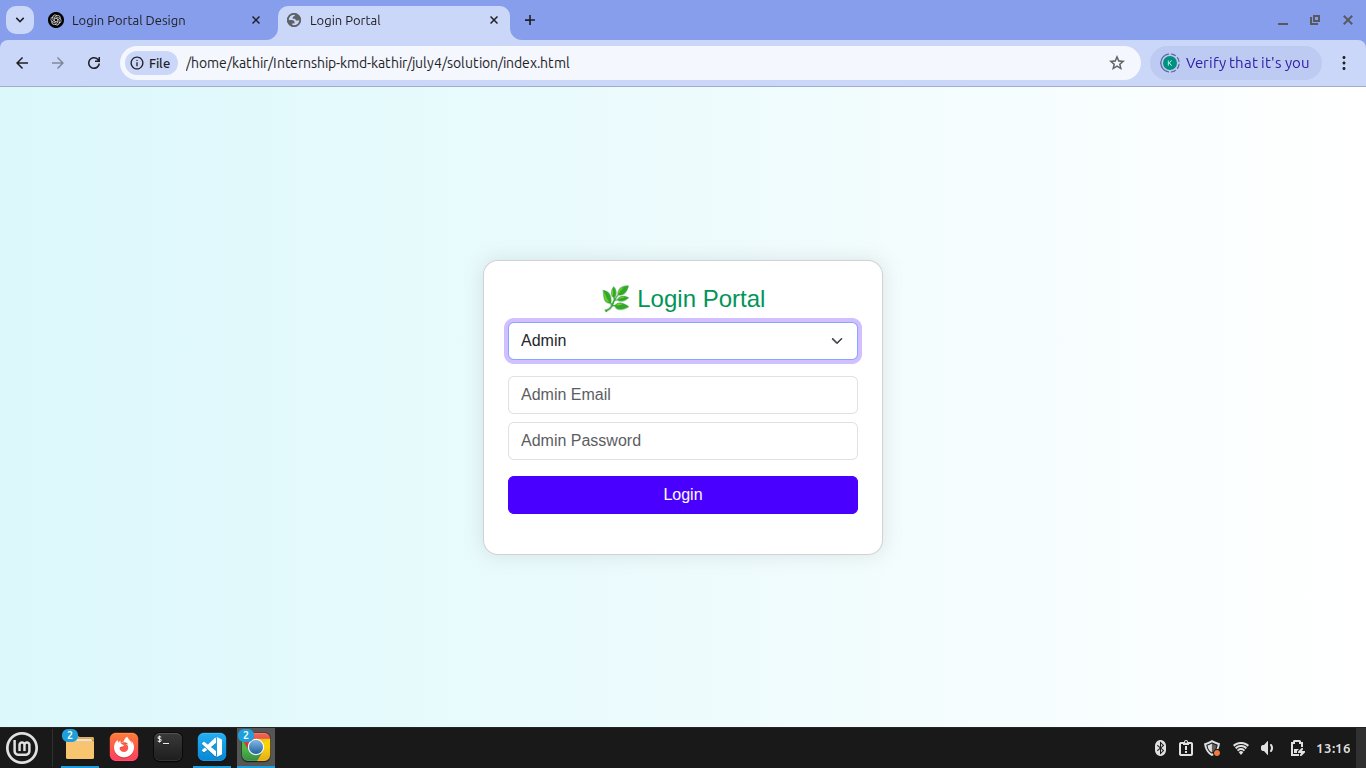 Login Portal Design
Login Portal
File
/home/kathir/Internship-kmd-kathir/july4/solution/index.html
K
Verify that it's you
🌿 Login Portal
Admin
Admin Email
Admin Password
Login
2
$_
2
13:16